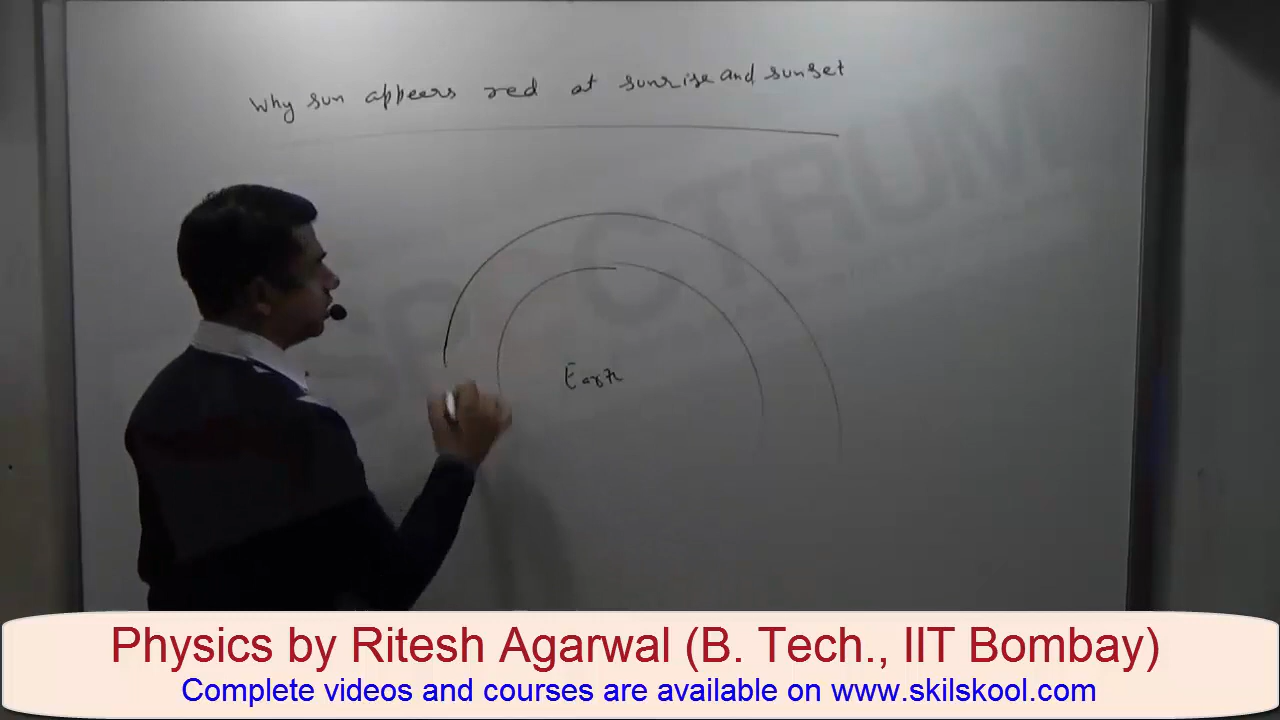 Why sun appears red at sunrise and sunset
SPECTRUM
Earth
Physics by Ritesh Agarwal (B. Tech., IIT Bombay)
Complete videos and courses are available on www.skilskool.com